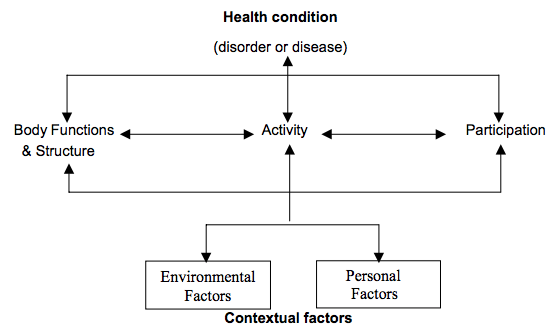 Health condition
(disorder or disease)
Body Functions
& Structure
Activity
Participation
Environmental
Factors
Personal
Factors
Contextual factors